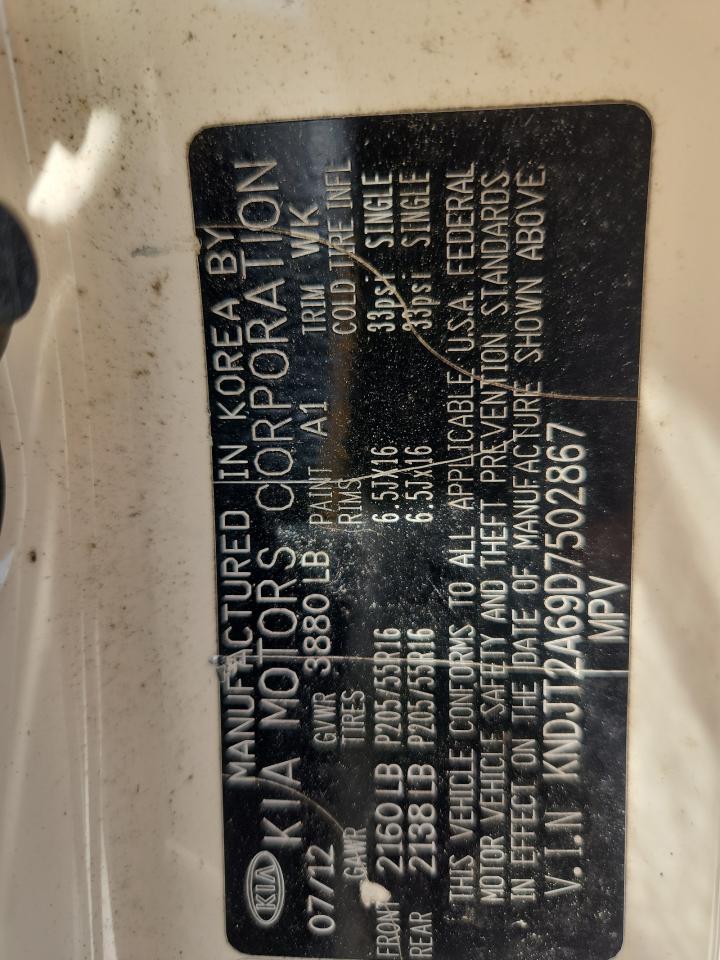 KIA
MANUFACTURED IN KOREA BY
KIA MOTORS CORPORATION
07/12 GVWR 3880 LB PAINT A1 TRIM WK
GAWR TIRES RIMS COLD TIRE INFL
FRONT 2160 LB P205/55R16 6.5JX16 33psi SINGLE
REAR 2138 LB P205/55R16 6.5JX16 33psi SINGLE
THIS VEHICLE CONFORMS TO ALL APPLICABLE U.S.A. FEDERAL
MOTOR VEHICLE SAFETY AND THEFT PREVENTION STANDARDS
IN EFFECT ON THE DATE OF MANUFACTURE SHOWN ABOVE.
V.I.N KNDJT2A69D7502867
MPV